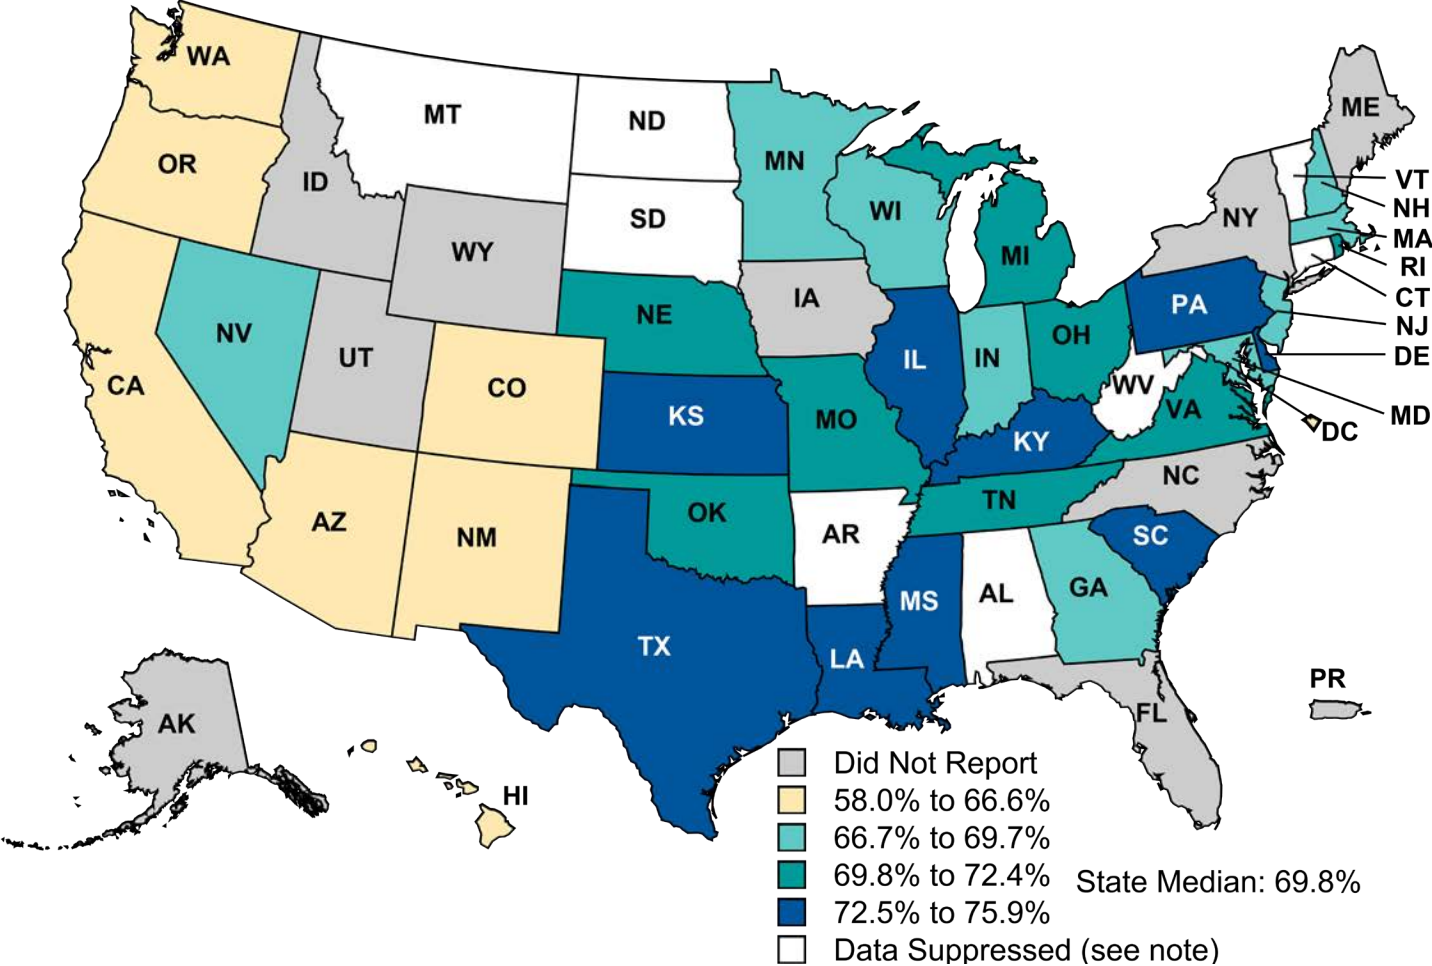 WA
MT
ND
ME
MN
OR
ID
VT
SD
WI
NH
NY
MA
WY
MI
RI
IA
CT
NE
PA
NJ
NV
OH
UT
IL
IN
DE
CA
CO
WV
KS
VA
MD
MO
KY
DC
NC
TN
OK
AZ
NM
AR
SC
GA
AL
MS
TX
LA
PR
FL
AK
HI
Did Not Report
58.0% to 66.6%
66.7% to 69.7%
69.8% to 72.4%
State Median: 69.8%
72.5% to 75.9%
Data Suppressed (see note)